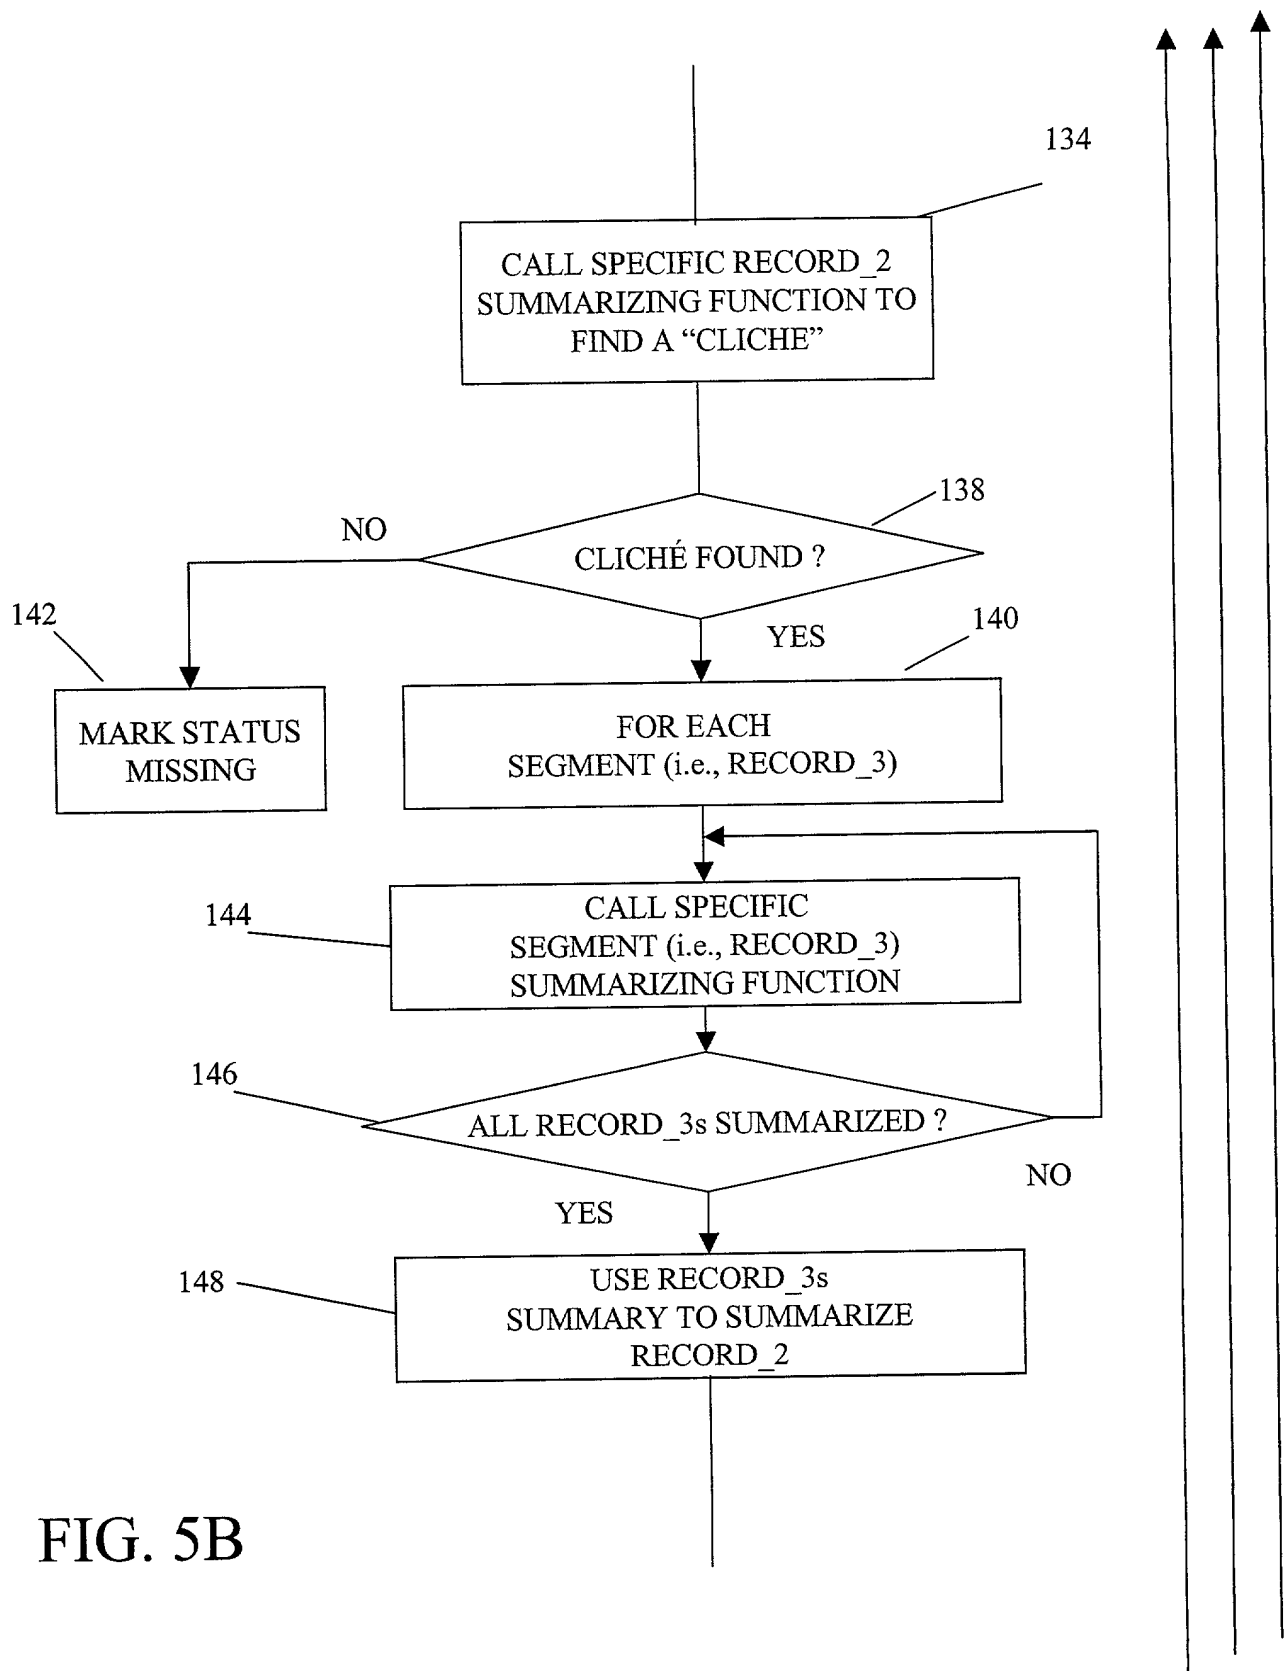 134
CALL SPECIFIC RECORD_2
SUMMARIZING FUNCTION TO
FIND A “CLICHE”
138
NO
CLICHÉ FOUND ?
142
YES
140
MARK STATUS
MISSING
FOR EACH
SEGMENT (i.e., RECORD_3)
144
CALL SPECIFIC
SEGMENT (i.e., RECORD_3)
SUMMARIZING FUNCTION
146
ALL RECORD_3s SUMMARIZED ?
NO
YES
148
USE RECORD_3s
SUMMARY TO SUMMARIZE
RECORD_2
FIG. 5B